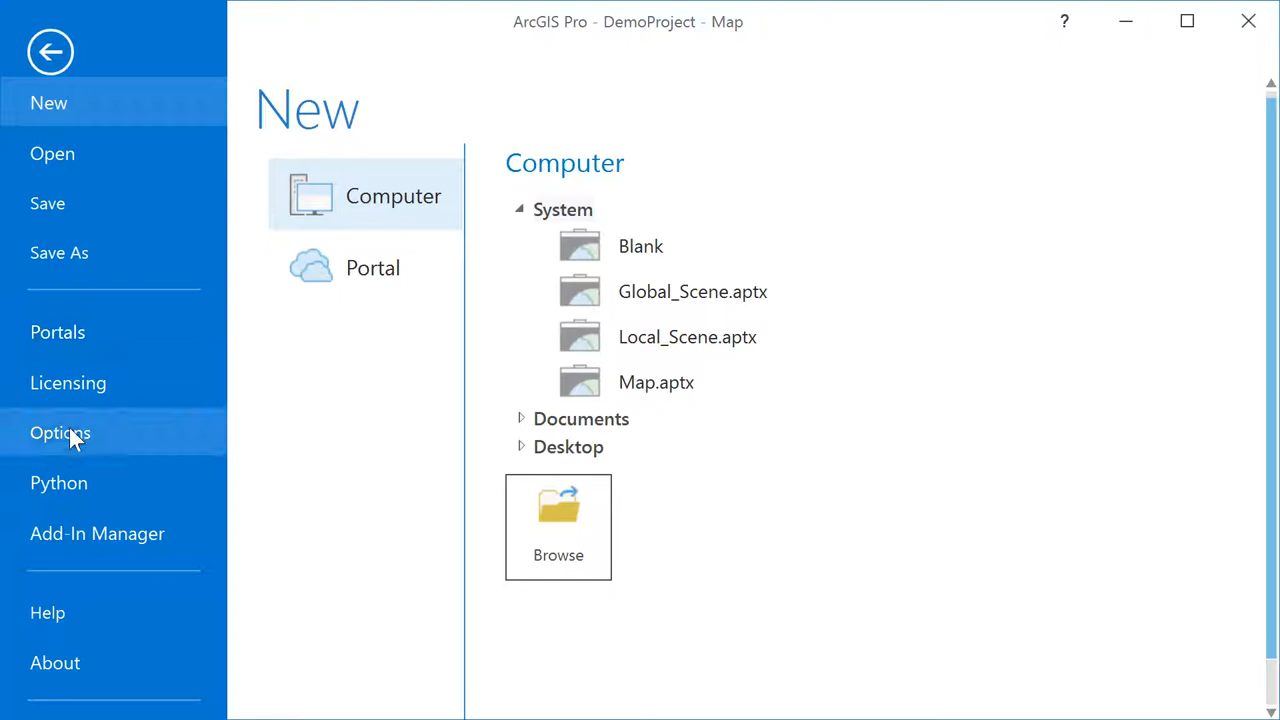 ArcGIS Pro - DemoProject - Map
?
New
Open
Save
Save As
Portals
Licensing
Options
Python
Add-In Manager
Help
About
New
Computer
Portal
Computer
System
Blank
Global_Scene.aptx
Local_Scene.aptx
Map.aptx
Documents
Desktop
Browse